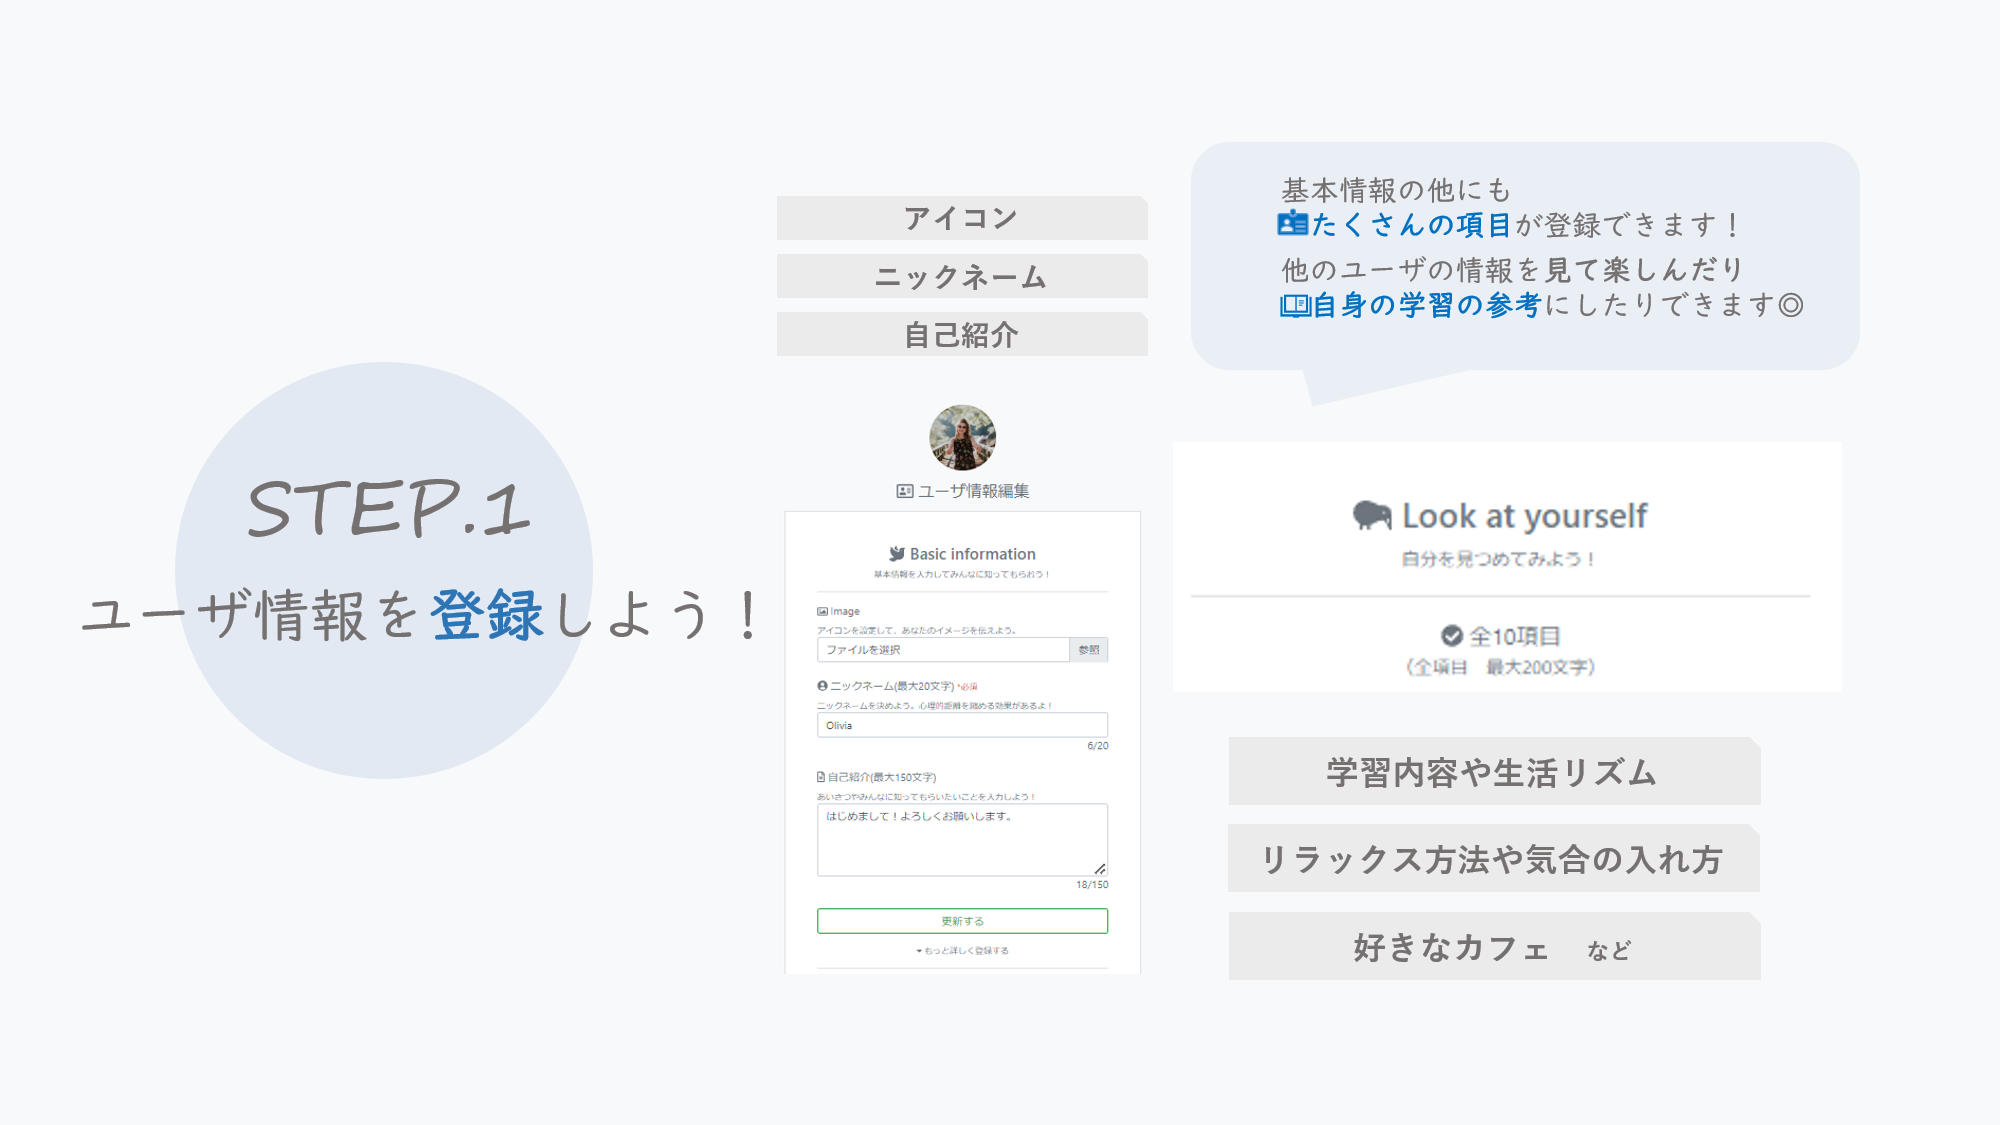 STEP.1
ユーザ情報を登録しよう！
アイコン
ニックネーム
自己紹介
ユーザ情報編集
Basic information
基本情報を入力してみんなに知ってもらおう！
Image
アイコンを設定して、あなたのイメージを伝えよう。
ファイルを選択
参照
ニックネーム(最大20文字) *必須
ニックネームを決めよう。心理的距離を縮める効果があるよ！
Olivia
6/20
自己紹介(最大150文字)
あいさつやみんなに知ってもらいたいことを入力しよう！
はじめまして！よろしくお願いします。
18/150
更新する
もっと詳しく登録する
基本情報の他にも
たくさんの項目が登録できます！
他のユーザの情報を見て楽しんだり
自身の学習の参考にしたりできます◎
Look at yourself
自分を見つめてみよう！
全10項目
（全項目　最大200文字）
学習内容や生活リズム
リラックス方法や気合の入れ方
好きなカフェ　など